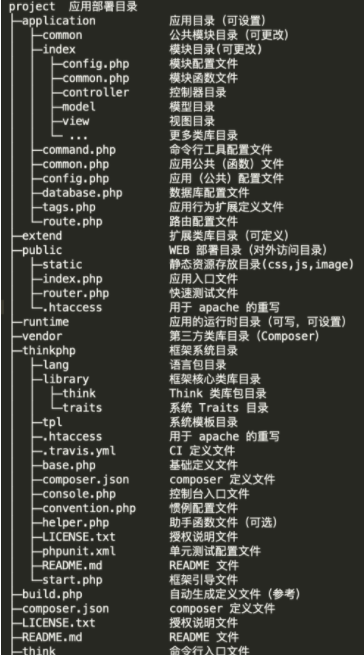 project  应用部署目录
├─application           应用目录（可设置）
│  ├─common             公共模块目录（可更改）
│  ├─index              模块目录(可更改)
│  │  ├─config.php      模块配置文件
│  │  ├─common.php      模块函数文件
│  │  ├─controller      控制器目录
│  │  ├─model           模型目录
│  │  ├─view            视图目录
│  │  └─ ...            更多类库目录
│  ├─command.php        命令行工具配置文件
│  ├─common.php         应用公共（函数）文件
│  ├─config.php         应用（公共）配置文件
│  ├─database.php       数据库配置文件
│  ├─tags.php           应用行为扩展定义文件
│  └─route.php          路由配置文件
├─extend                扩展类库目录（可定义）
├─public                WEB 部署目录（对外访问目录）
│  ├─static             静态资源存放目录(css,js,image)
│  ├─index.php          应用入口文件
│  ├─router.php         快速测试文件
│  └─.htaccess          用于 apache 的重写
├─runtime               应用的运行时目录（可写，可设置）
├─vendor                第三方类库目录（Composer）
├─thinkphp              框架系统目录
│  ├─lang               语言包目录
│  ├─library            框架核心类库目录
│  │  ├─think           Think 类库包目录
│  │  └─traits          系统 Traits 目录
│  ├─tpl                系统模板目录
│  ├─.htaccess          用于 apache 的重写
│  ├─.travis.yml        CI 定义文件
│  ├─base.php           基础定义文件
│  ├─composer.json      composer 定义文件
│  ├─console.php        控制台入口文件
│  ├─convention.php     惯例配置文件
│  ├─helper.php         助手函数文件（可选）
│  ├─LICENSE.txt        授权说明文件
│  ├─phpunit.xml        单元测试配置文件
│  ├─README.md          README 文件
│  └─start.php          框架引导文件
├─build.php             自动生成定义文件（参考）
├─composer.json         composer 定义文件
├─LICENSE.txt           授权说明文件
├─README.md             README 文件
├─think                 命令行入口文件